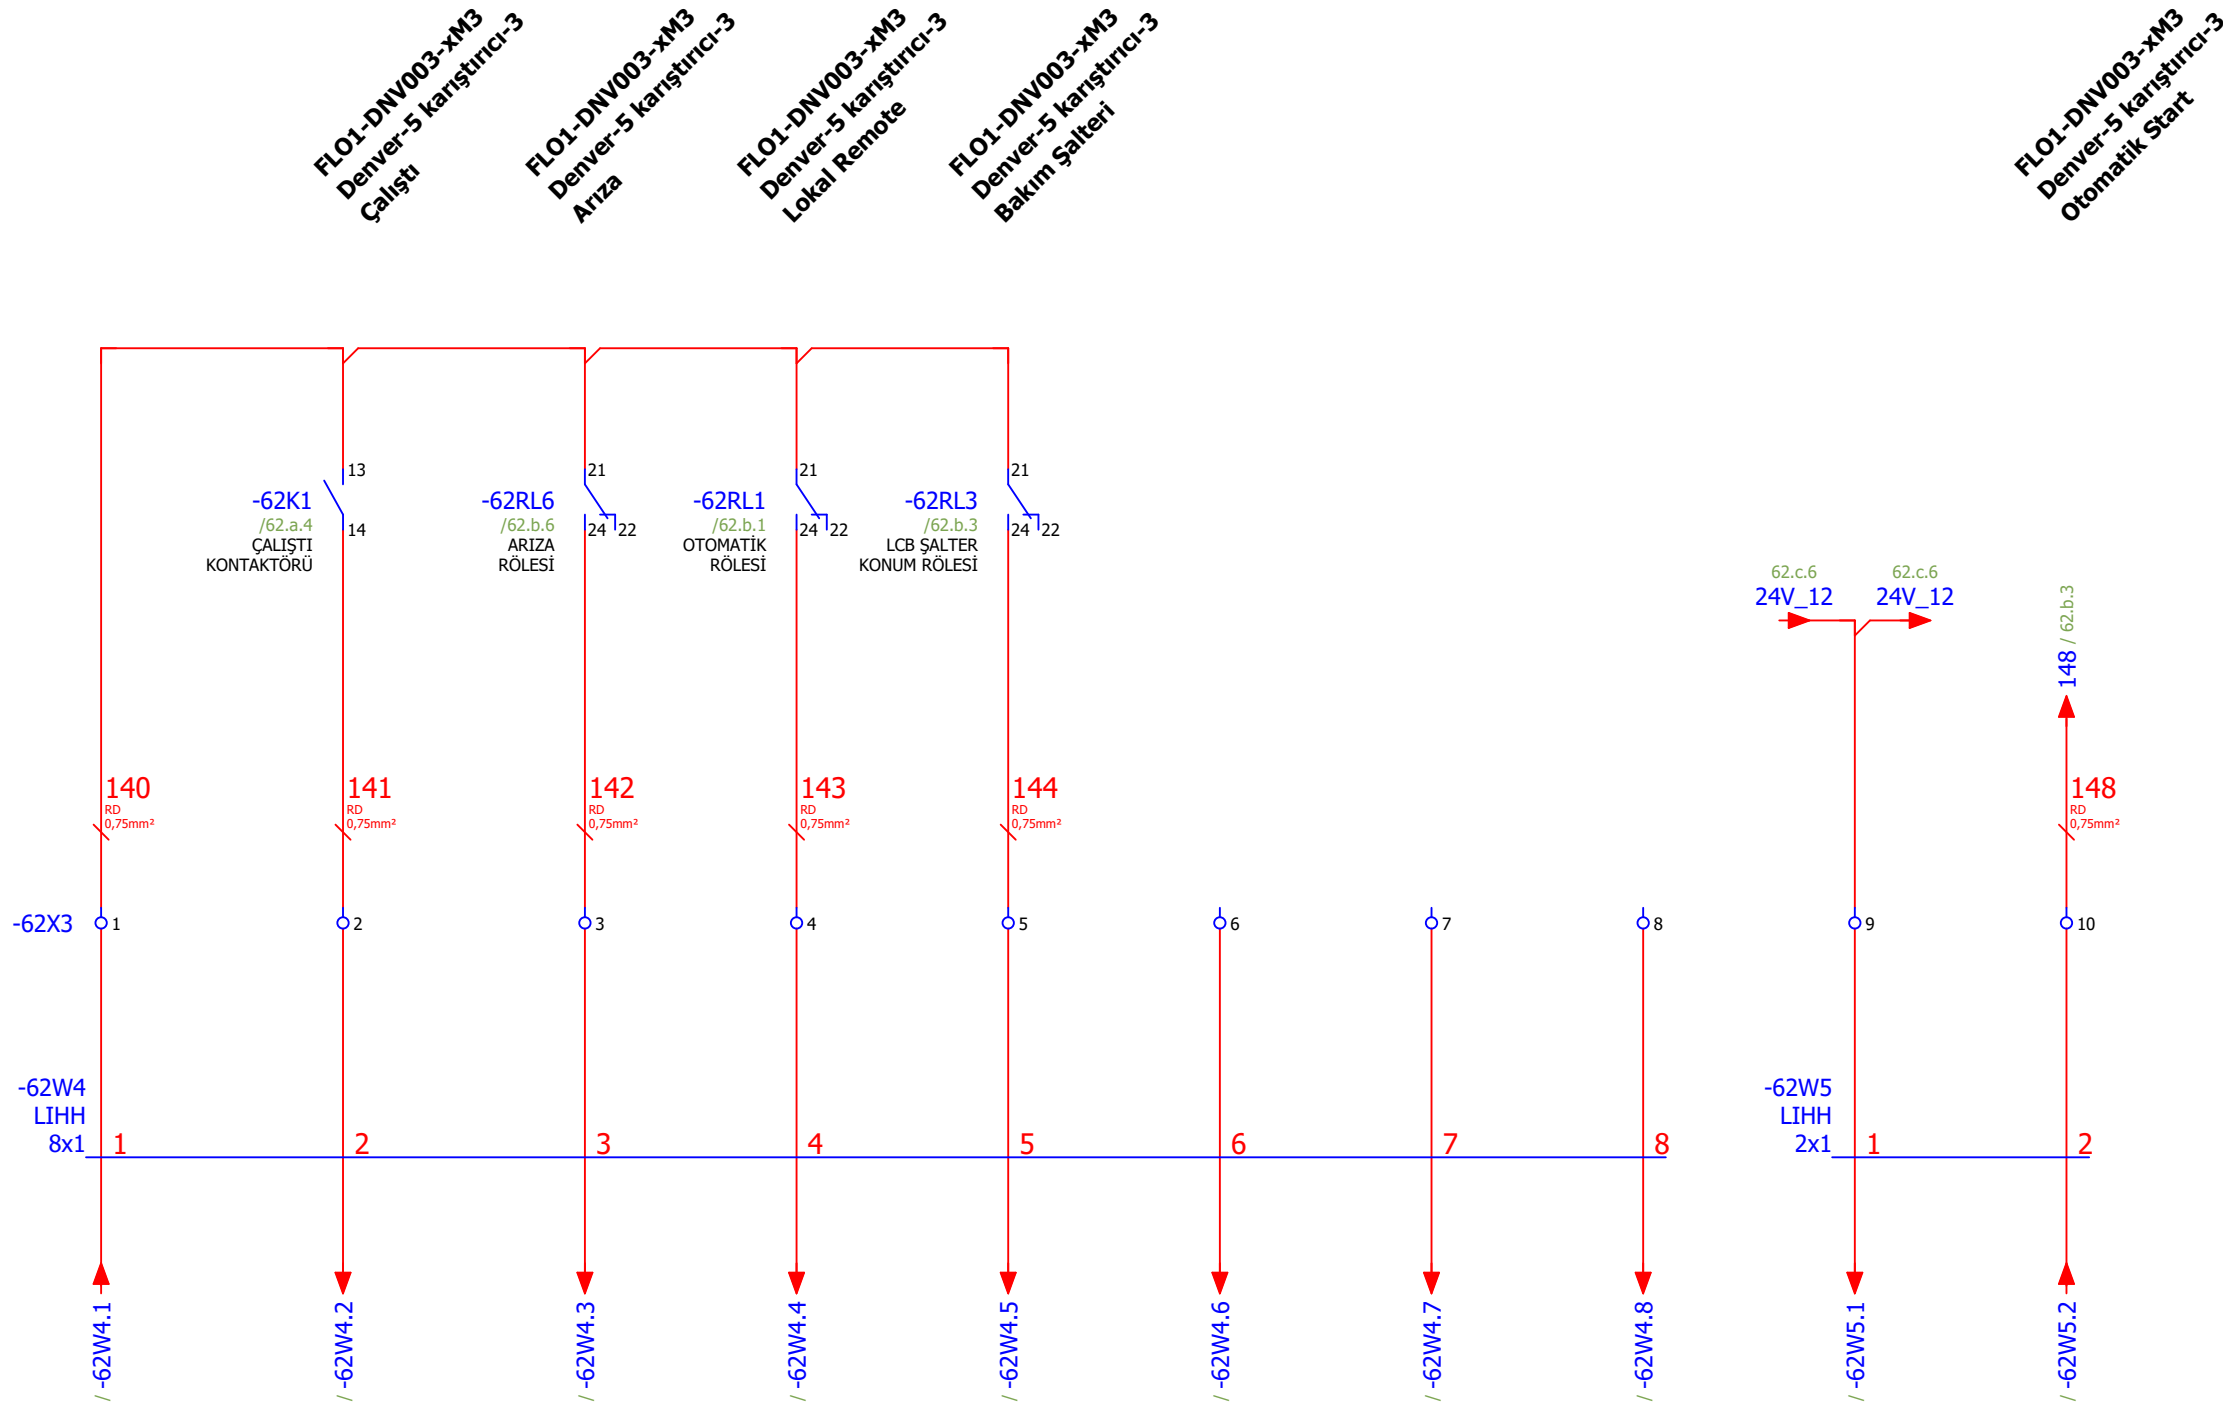 FLO1-DNV003-xM3
Denver-5 karıştırıcı-3
Çalıştı
FLO1-DNV003-xM3
Denver-5 karıştırıcı-3
Arıza
FLO1-DNV003-xM3
Denver-5 karıştırıcı-3
Lokal Remote
FLO1-DNV003-xM3
Denver-5 karıştırıcı-3
Bakım Şalteri
FLO1-DNV003-xM3
Denver-5 karıştırıcı-3
Otomatik Start
13
-62K1
/62.a.4
14
ÇALIŞTI
KONTAKTÖRÜ
21
-62RL6
/62.b.6
24 22
ARIZA
RÖLESİ
21
-62RL1
/62.b.1
24 22
OTOMATİK
RÖLESİ
21
-62RL3
/62.b.3
24 22
LCB ŞALTER
KONUM RÖLESİ
62.c.6
24V_12
62.c.6
24V_12
148 / 62.b.3
140
RD
0,75mm²
141
RD
0,75mm²
142
RD
0,75mm²
143
RD
0,75mm²
144
RD
0,75mm²
148
RD
0,75mm²
-62X3 1 2 3 4 5 6 7 8 9 10
-62W4
LIHH
8x1 1 2 3 4 5 6 7 8
-62W5
LIHH
2x1 1 2
/ -62W4.1
/ -62W4.2
/ -62W4.3
/ -62W4.4
/ -62W4.5
/ -62W4.6
/ -62W4.7
/ -62W4.8
/ -62W5.1
/ -62W5.2